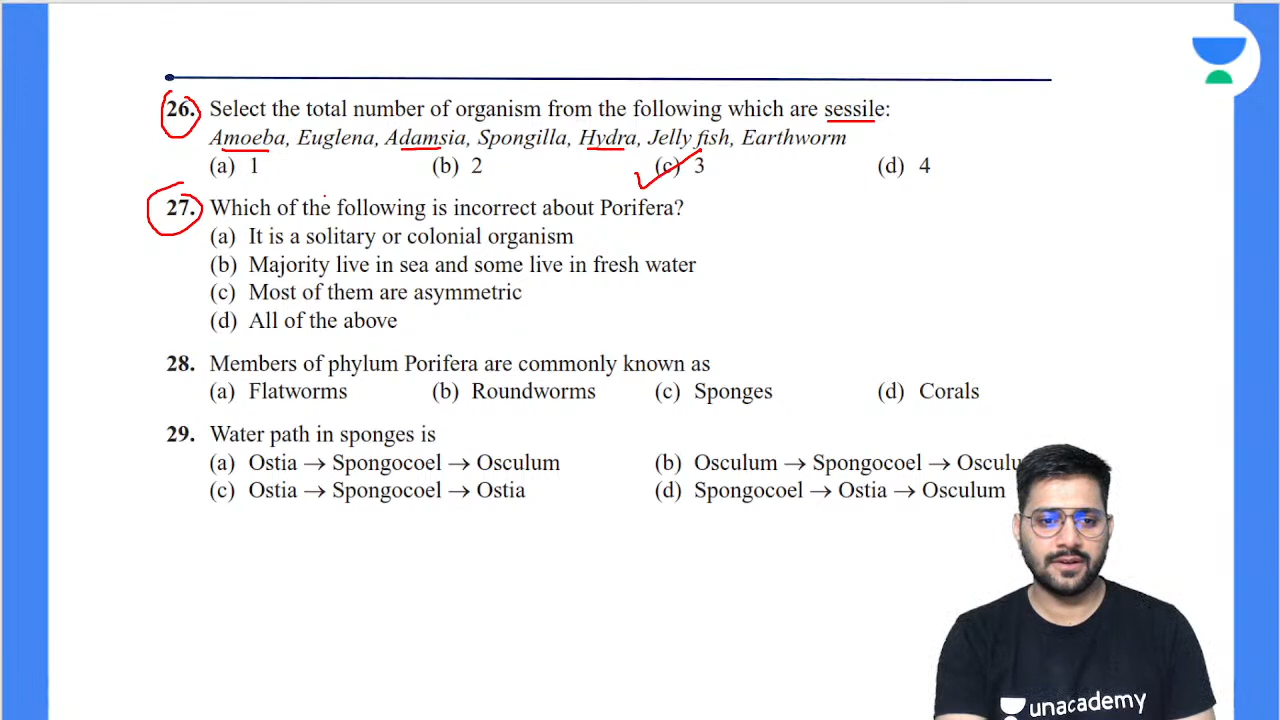 26. Select the total number of organism from the following which are sessile:
Amoeba, Euglena, Adamsia, Spongilla, Hydra, Jelly fish, Earthworm
(a) 1 (b) 2 (c) 3 (d) 4
27. Which of the following is incorrect about Porifera?
(a) It is a solitary or colonial organism
(b) Majority live in sea and some live in fresh water
(c) Most of them are asymmetric
(d) All of the above
28. Members of phylum Porifera are commonly known as
(a) Flatworms (b) Roundworms (c) Sponges (d) Corals
29. Water path in sponges is
(a) Ostia → Spongocoel → Osculum (b) Osculum → Spongocoel → Oscul
(c) Ostia → Spongocoel → Ostia (d) Spongocoel → Ostia → Osculum
unacademy